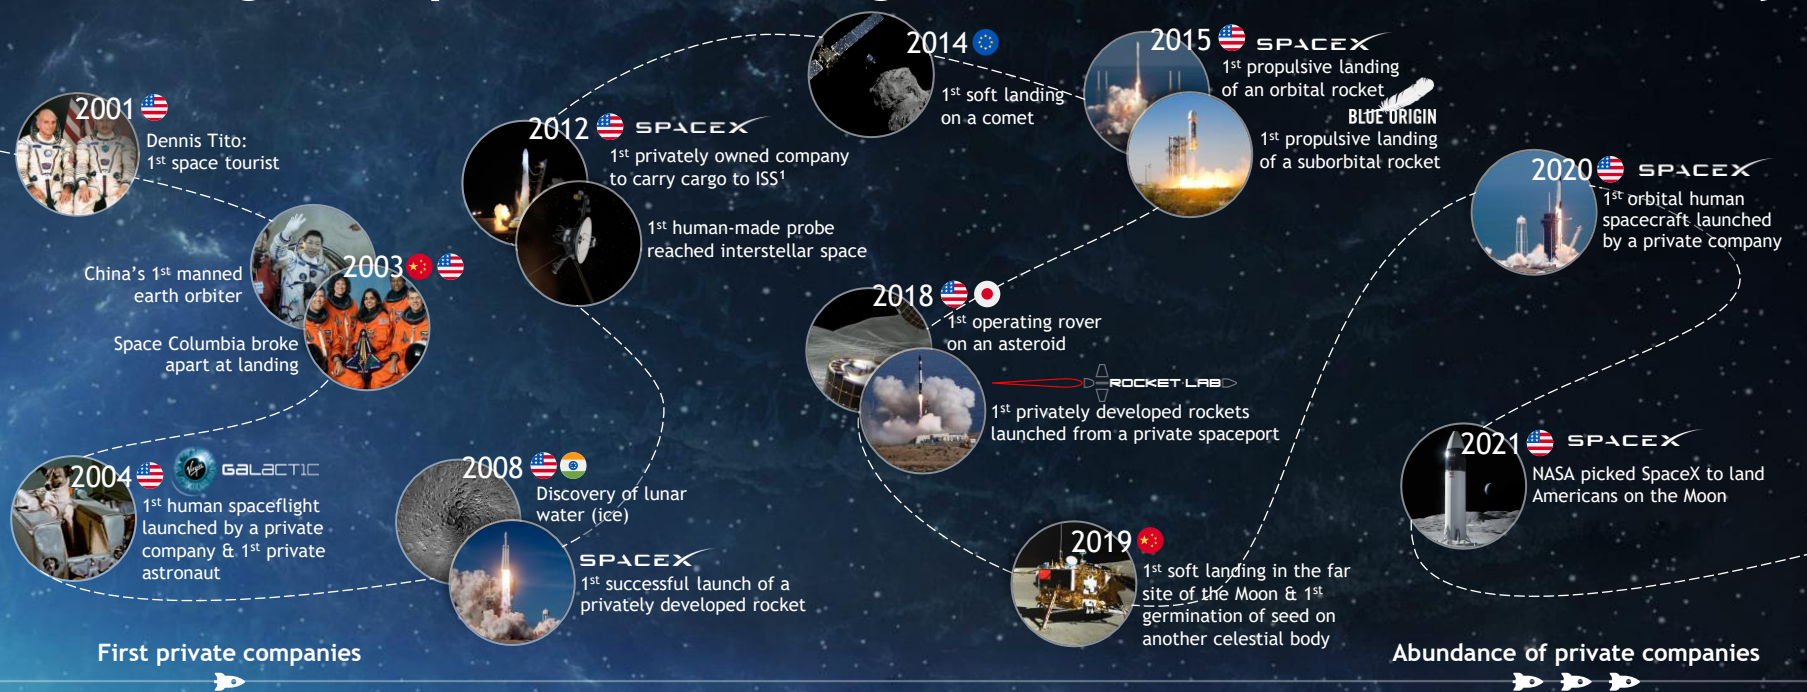 2001
Dennis Tito:
1st space tourist
China's 1st manned
earth orbiter
2003
Space Columbia broke
apart at landing
2004
Virgin GALACTIC
1st human spaceflight
launched by a private
company & 1st private
astronaut
2008
Discovery of lunar
water (ice)
SPACEX
1st successful launch of a
privately developed rocket
2012
SPACEX
1st privately owned company
to carry cargo to ISS1
1st human-made probe
reached interstellar space
2014
1st soft landing
on a comet
2015
SPACEX
1st propulsive landing
of an orbital rocket
BLUE ORIGIN
1st propulsive landing
of a suborbital rocket
2018
1st operating rover
on an asteroid
ROCKET LAB
1st privately developed rockets
launched from a private spaceport
2019
1st soft landing in the far
site of the Moon & 1st
germination of seed on
another celestial body
2020
SPACEX
1st orbital human
spacecraft launched
by a private company
2021
SPACEX
NASA picked SpaceX to land
Americans on the Moon
First private companies
Abundance of private companies